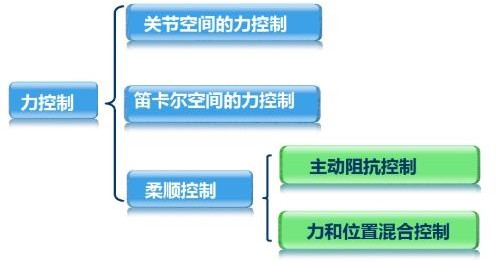 关节空间的力控制
力控制
笛卡尔空间的力控制
柔顺控制
主动阻抗控制
力和位置混合控制